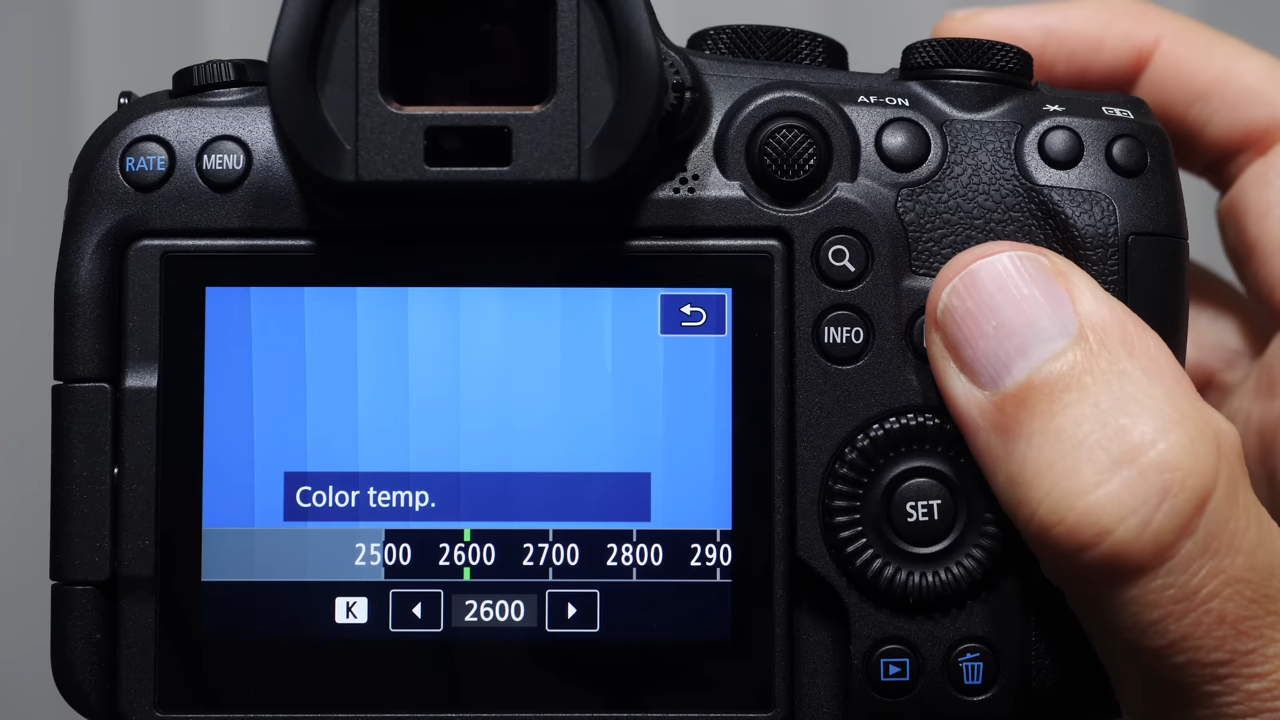 AF-ON
RATE
MENU
INFO
Color temp.
2500 2600 2700 2800 290
SET
K 2600